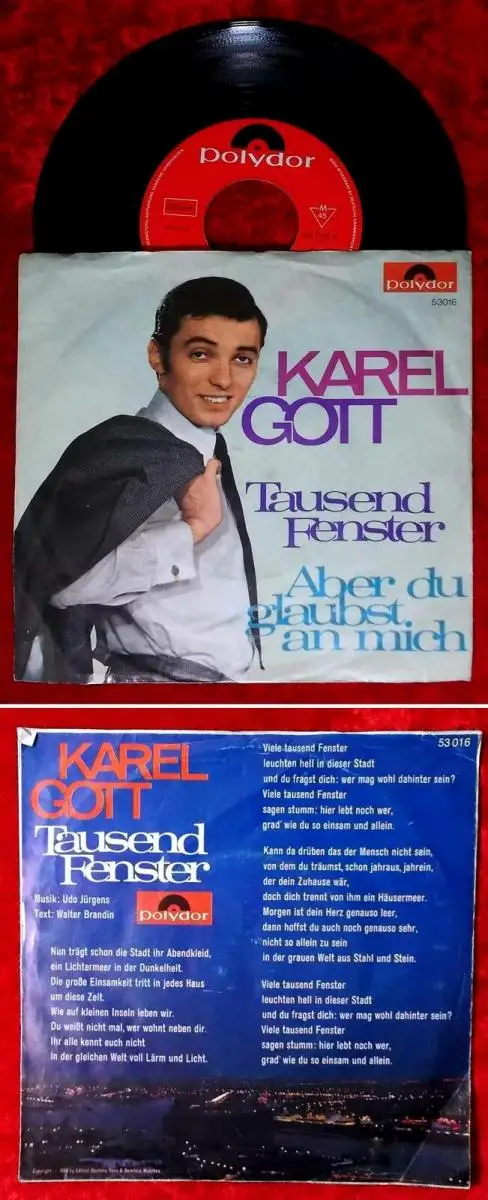 polydor
M
45
polydor
53016
KAREL
GOTT
Tausend
Fenster
Aber du
glaubst
an mich
KAREL
GOTT
Tausend
Fenster
Musik: Udo Jürgens
Text: Walter Brandin
polydor
Nun trägt schon die Stadt ihr Abendkleid,
ein Lichtermeer in der Dunkelheit.
Die große Einsamkeit tritt in jedes Haus
um diese Zeit.
Wie auf kleinen Inseln leben wir.
Du weißt nicht mal, wer wohnt neben dir.
Ihr alle kennt euch nicht
in der gleichen Welt voll Lärm und Licht.
53 016
Viele tausend Fenster
leuchten hell in dieser Stadt
und du fragst dich: wer mag wohl dahinter sein?
Viele tausend Fenster
sagen stumm: hier lebt noch wer,
grad' wie du so einsam und allein.
Kann da drüben das der Mensch nicht sein,
von dem du träumst, schon jahraus, jahrein,
der dein Zuhause wär,
doch dich trennt von ihm ein Häusermeer.
Morgen ist dein Herz genauso leer,
dann hoffst du auch noch genauso sehr,
nicht so allein zu sein
in der grauen Welt aus Stahl und Stein.
Viele tausend Fenster
leuchten hell in dieser Stadt
und du fragst dich: wer mag wohl dahinter sein?
Viele tausend Fenster
sagen stumm: hier lebt noch wer,
grad' wie du so einsam und allein.
Copyright
by Edition Montana